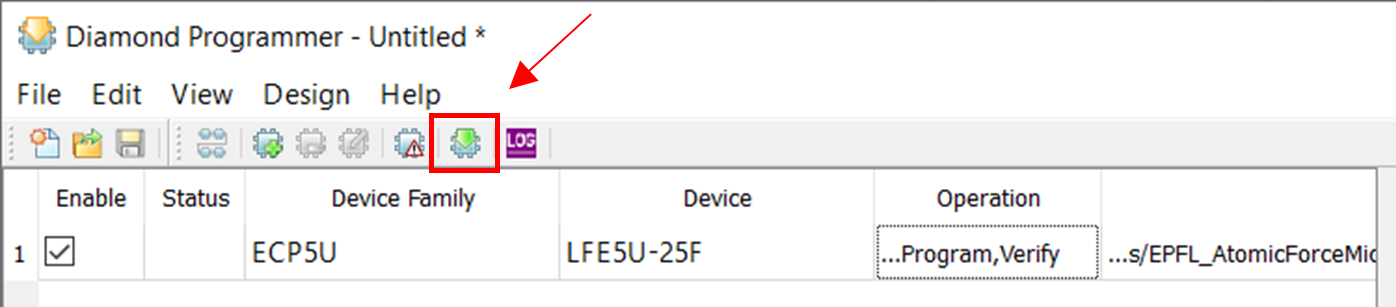 Diamond Programmer - Untitled *
File Edit View Design Help
LOG
Enable Status Device Family Device Operation
1 ECP5U LFE5U-25F ...Program,Verify ...s/EPFL_AtomicForceMic